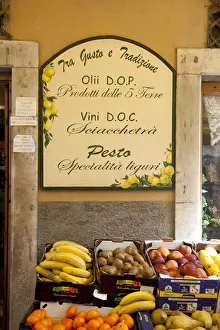 Tra Gusto e Tradizione
Olii D.O.P.
Prodotti delle 5 Terre
Vini D.O.C.
Sciacchetrà
Pesto
Specialità liguri